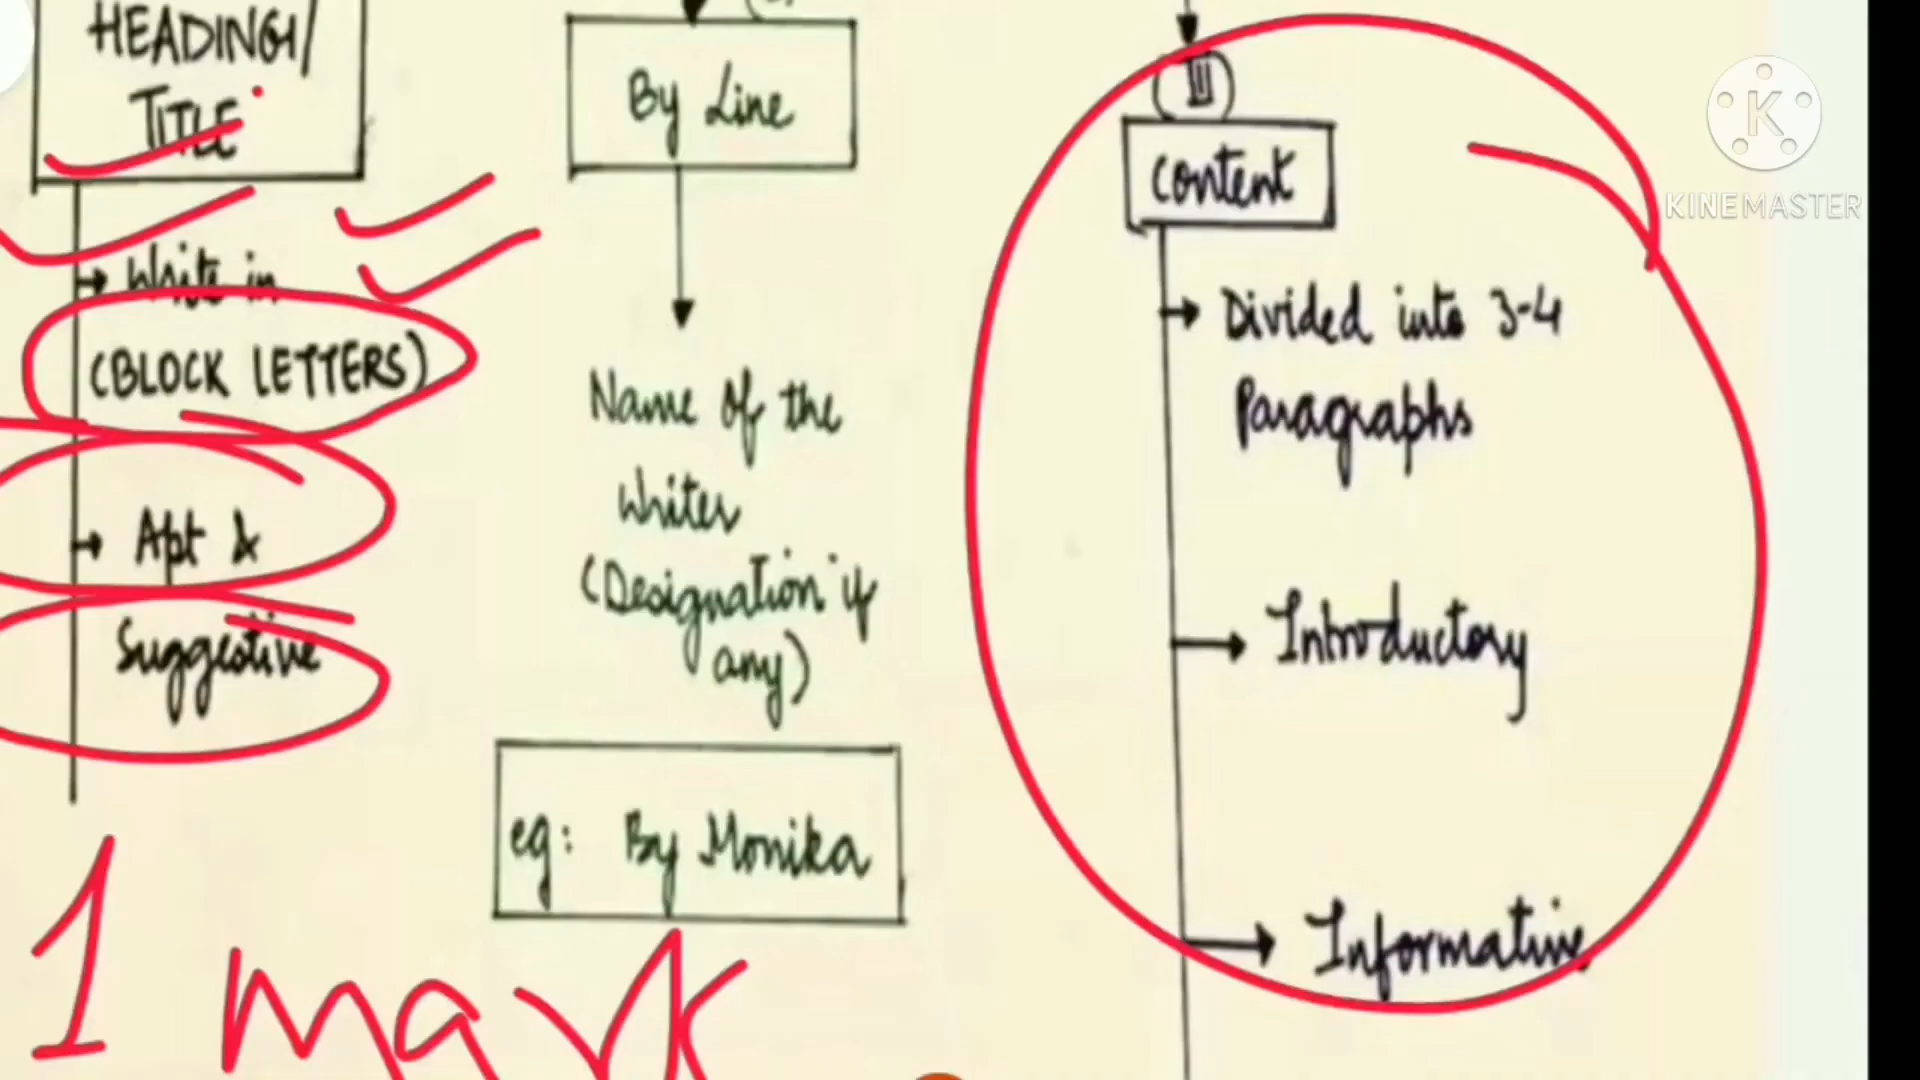 HEADING/
TITLE
Write in
(BLOCK LETTERS)
Apt &
Suggestive
1 mark
By Line
Name of the
Writer
(Designation if
any)
eg: By Monika
III
Content
Divided into 3-4
Paragraphs
Introductory
Informative
KINEMASTER